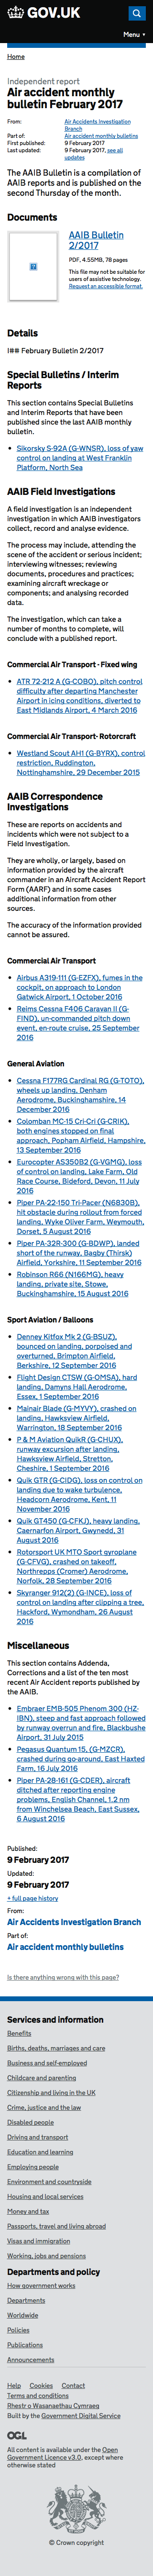 GOV.UK
Menu ▼
Home
Independent report
Air accident monthly
bulletin February 2017
From:
Air Accidents Investigation
Branch
Part of:
Air accident monthly bulletins
First published:
9 February 2017
Last updated:
9 February 2017, see all
updates
The AAIB Bulletin is a compilation of
AAIB reports and is published on the
second Thursday of the month.
Documents
AAIB Bulletin
2/2017
PDF, 4.55MB, 78 pages
This file may not be suitable for users
of assistive technology.
Request an accessible format.
Details
I## February Bulletin 2/2017
Special Bulletins / Interim
Reports
This section contains Special Bulletins
and Interim Reports that have been
published since the last AAIB monthly
bulletin.
Sikorsky S-92A (G-WNSR), loss of yaw
control on landing at West Franklin
Platform, North Sea
AAIB Field Investigations
A field investigation is an independent
investigation in which AAIB investigators
collect, record and analyse evidence.
The process may include, attending the
scene of the accident or serious incident;
interviewing witnesses; reviewing
documents, procedures and practices;
examining aircraft wreckage or
components; and analysing recorded
data.
The investigation, which can take a
number of months to complete, will
conclude with a published report.
Commercial Air Transport - Fixed wing
ATR 72-212 A (G-COBO), pitch control
difficulty after departing Manchester
Airport in icing conditions, diverted to
East Midlands Airport, 4 March 2016
Commercial Air Transport- Rotorcraft
Westland Scout AH1 (G-BYRX), control
restriction, Ruddington,
Nottinghamshire, 29 December 2015
AAIB Correspondence
Investigations
These are reports on accidents and
incidents which are not subject to a
Field Investigation.
They are wholly, or largely, based on
information provided by the aircraft
commander in an Aircraft Accident Report
Form (AARF) and in some cases
additional information from other
sources.
The accuracy of the information provided
cannot be assured.
Commercial Air Transport
Airbus A319-111 (G-EZFX), fumes in the
cockpit, on approach to London
Gatwick Airport, 1 October 2016
Reims Cessna F406 Caravan II (G-
FIND), un-commanded pitch down
event, en-route cruise, 25 September
2016
General Aviation
Cessna F177RG Cardinal RG (G-TOTO),
wheels up landing, Denham
Aerodrome, Buckinghamshire, 14
December 2016
Colomban MC-15 Cri-Cri (G-CRIK),
both engines stopped on final
approach, Popham Airfield, Hampshire,
13 September 2016
Eurocopter AS350B2 (G-VGMG), loss
of control on landing, Lake Farm, Old
Race Course, Bideford, Devon, 11 July
2016
Piper PA-22-150 Tri-Pacer (N6830B),
hit obstacle during rollout from forced
landing, Wyke Oliver Farm, Weymouth,
Dorset, 5 August 2016
Piper PA-32R-300 (G-BDWP), landed
short of the runway, Bagby (Thirsk)
Airfield, Yorkshire, 11 September 2016
Robinson R66 (N166MG), heavy
landing, private site, Stowe,
Buckinghamshire, 15 August 2016
Sport Aviation / Balloons
Denney Kitfox Mk 2 (G-BSUZ),
bounced on landing, porpoised and
overturned, Brimpton Airfield,
Berkshire, 12 September 2016
Flight Design CTSW (G-OMSA), hard
landing, Damyns Hall Aerodrome,
Essex, 1 September 2016
Mainair Blade (G-MYVY), crashed on
landing, Hawksview Airfield,
Warrington, 18 September 2016
P & M Aviation QuikR (G-CHUX),
runway excursion after landing,
Hawksview Airfield, Stretton,
Cheshire, 1 September 2016
Quik GTR (G-CIDG), loss on control on
landing due to wake turbulence,
Headcorn Aerodrome, Kent, 11
November 2016
Quik GT450 (G-CFKJ), heavy landing,
Caernarfon Airport, Gwynedd, 31
August 2016
Rotorsport UK MTO Sport gyroplane
(G-CFVG), crashed on takeoff,
Northrepps (Cromer) Aerodrome,
Norfolk, 28 September 2016
Skyranger 912(2) (G-INCE), loss of
control on landing after clipping a tree,
Hackford, Wymondham, 26 August
2016
Miscellaneous
This section contains Addenda,
Corrections and a list of the ten most
recent Aircraft Accident Reports
published by the AAIB.
Embraer EMB-505 Phenom 300 (HZ-
IBN), steep and fast approach followed
by runway overrun and fire, Blackbushe
Airport, 31 July 2015
Pegasus Quantum 15, (G-MZCR),
crashed during go-around, East Haxted
Farm, 16 July 2016
Piper PA-28-161 (G-CDER), aircraft
ditched after reporting engine
problems, English Channel, 1.2 nm
from Winchelsea Beach, East Sussex,
6 August 2016
Published:
9 February 2017
Updated:
9 February 2017
+ full page history
From:
Air Accidents Investigation Branch
Part of:
Air accident monthly bulletins
Is there anything wrong with this page?
Services and information
Benefits
Births, deaths, marriages and care
Business and self-employed
Childcare and parenting
Citizenship and living in the UK
Crime, justice and the law
Disabled people
Driving and transport
Education and learning
Employing people
Environment and countryside
Housing and local services
Money and tax
Passports, travel and living abroad
Visas and immigration
Working, jobs and pensions
Departments and policy
How government works
Departments
Worldwide
Policies
Publications
Announcements
Help Cookies Contact
Terms and conditions
Rhestr o Wasanaethau Cymraeg
Built by the Government Digital Service
OGL
All content is available under the Open
Government Licence v3.0, except where
otherwise stated
© Crown copyright